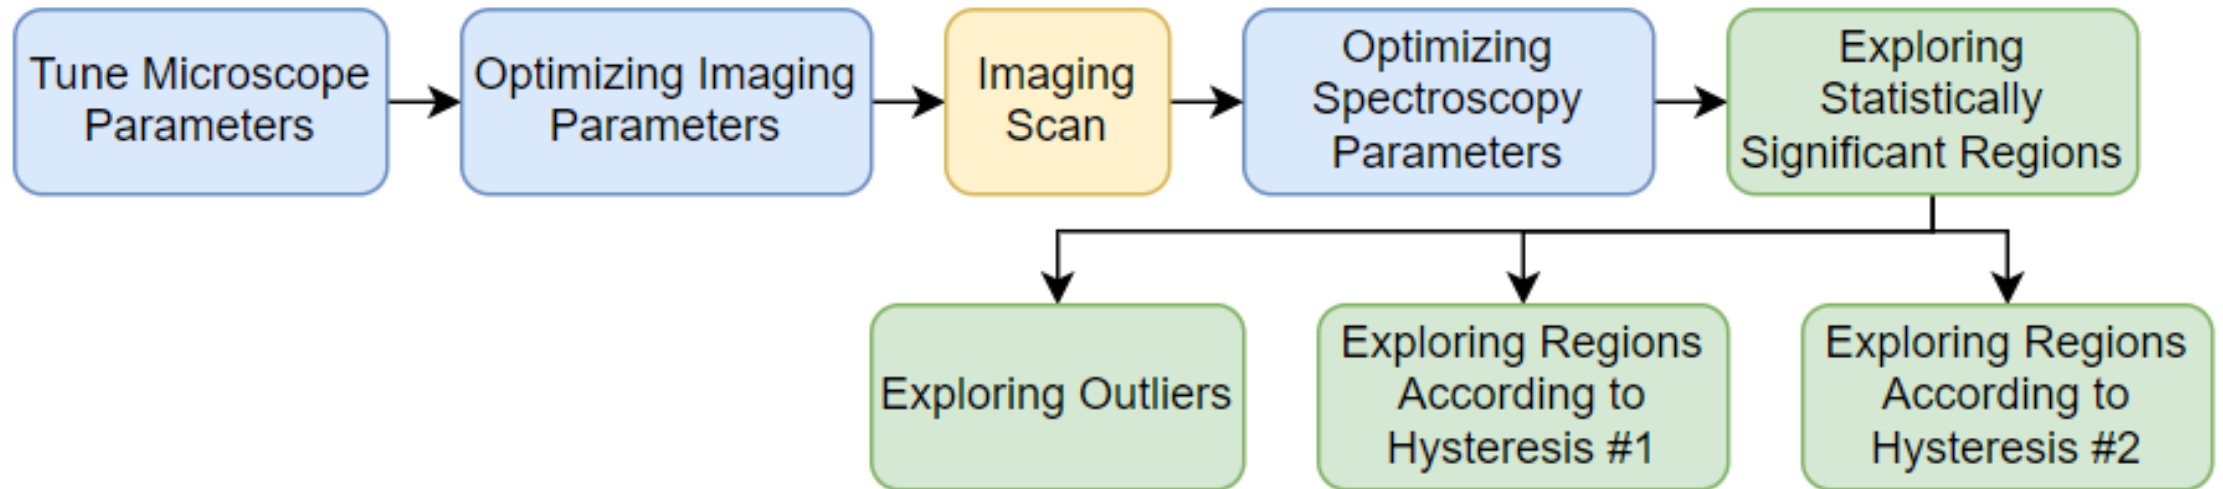 Tune Microscope
Parameters
Optimizing Imaging
Parameters
Imaging
Scan
Optimizing
Spectroscopy
Parameters
Exploring
Statistically
Significant Regions
Exploring Outliers
Exploring Regions
According to
Hysteresis #1
Exploring Regions
According to
Hysteresis #2